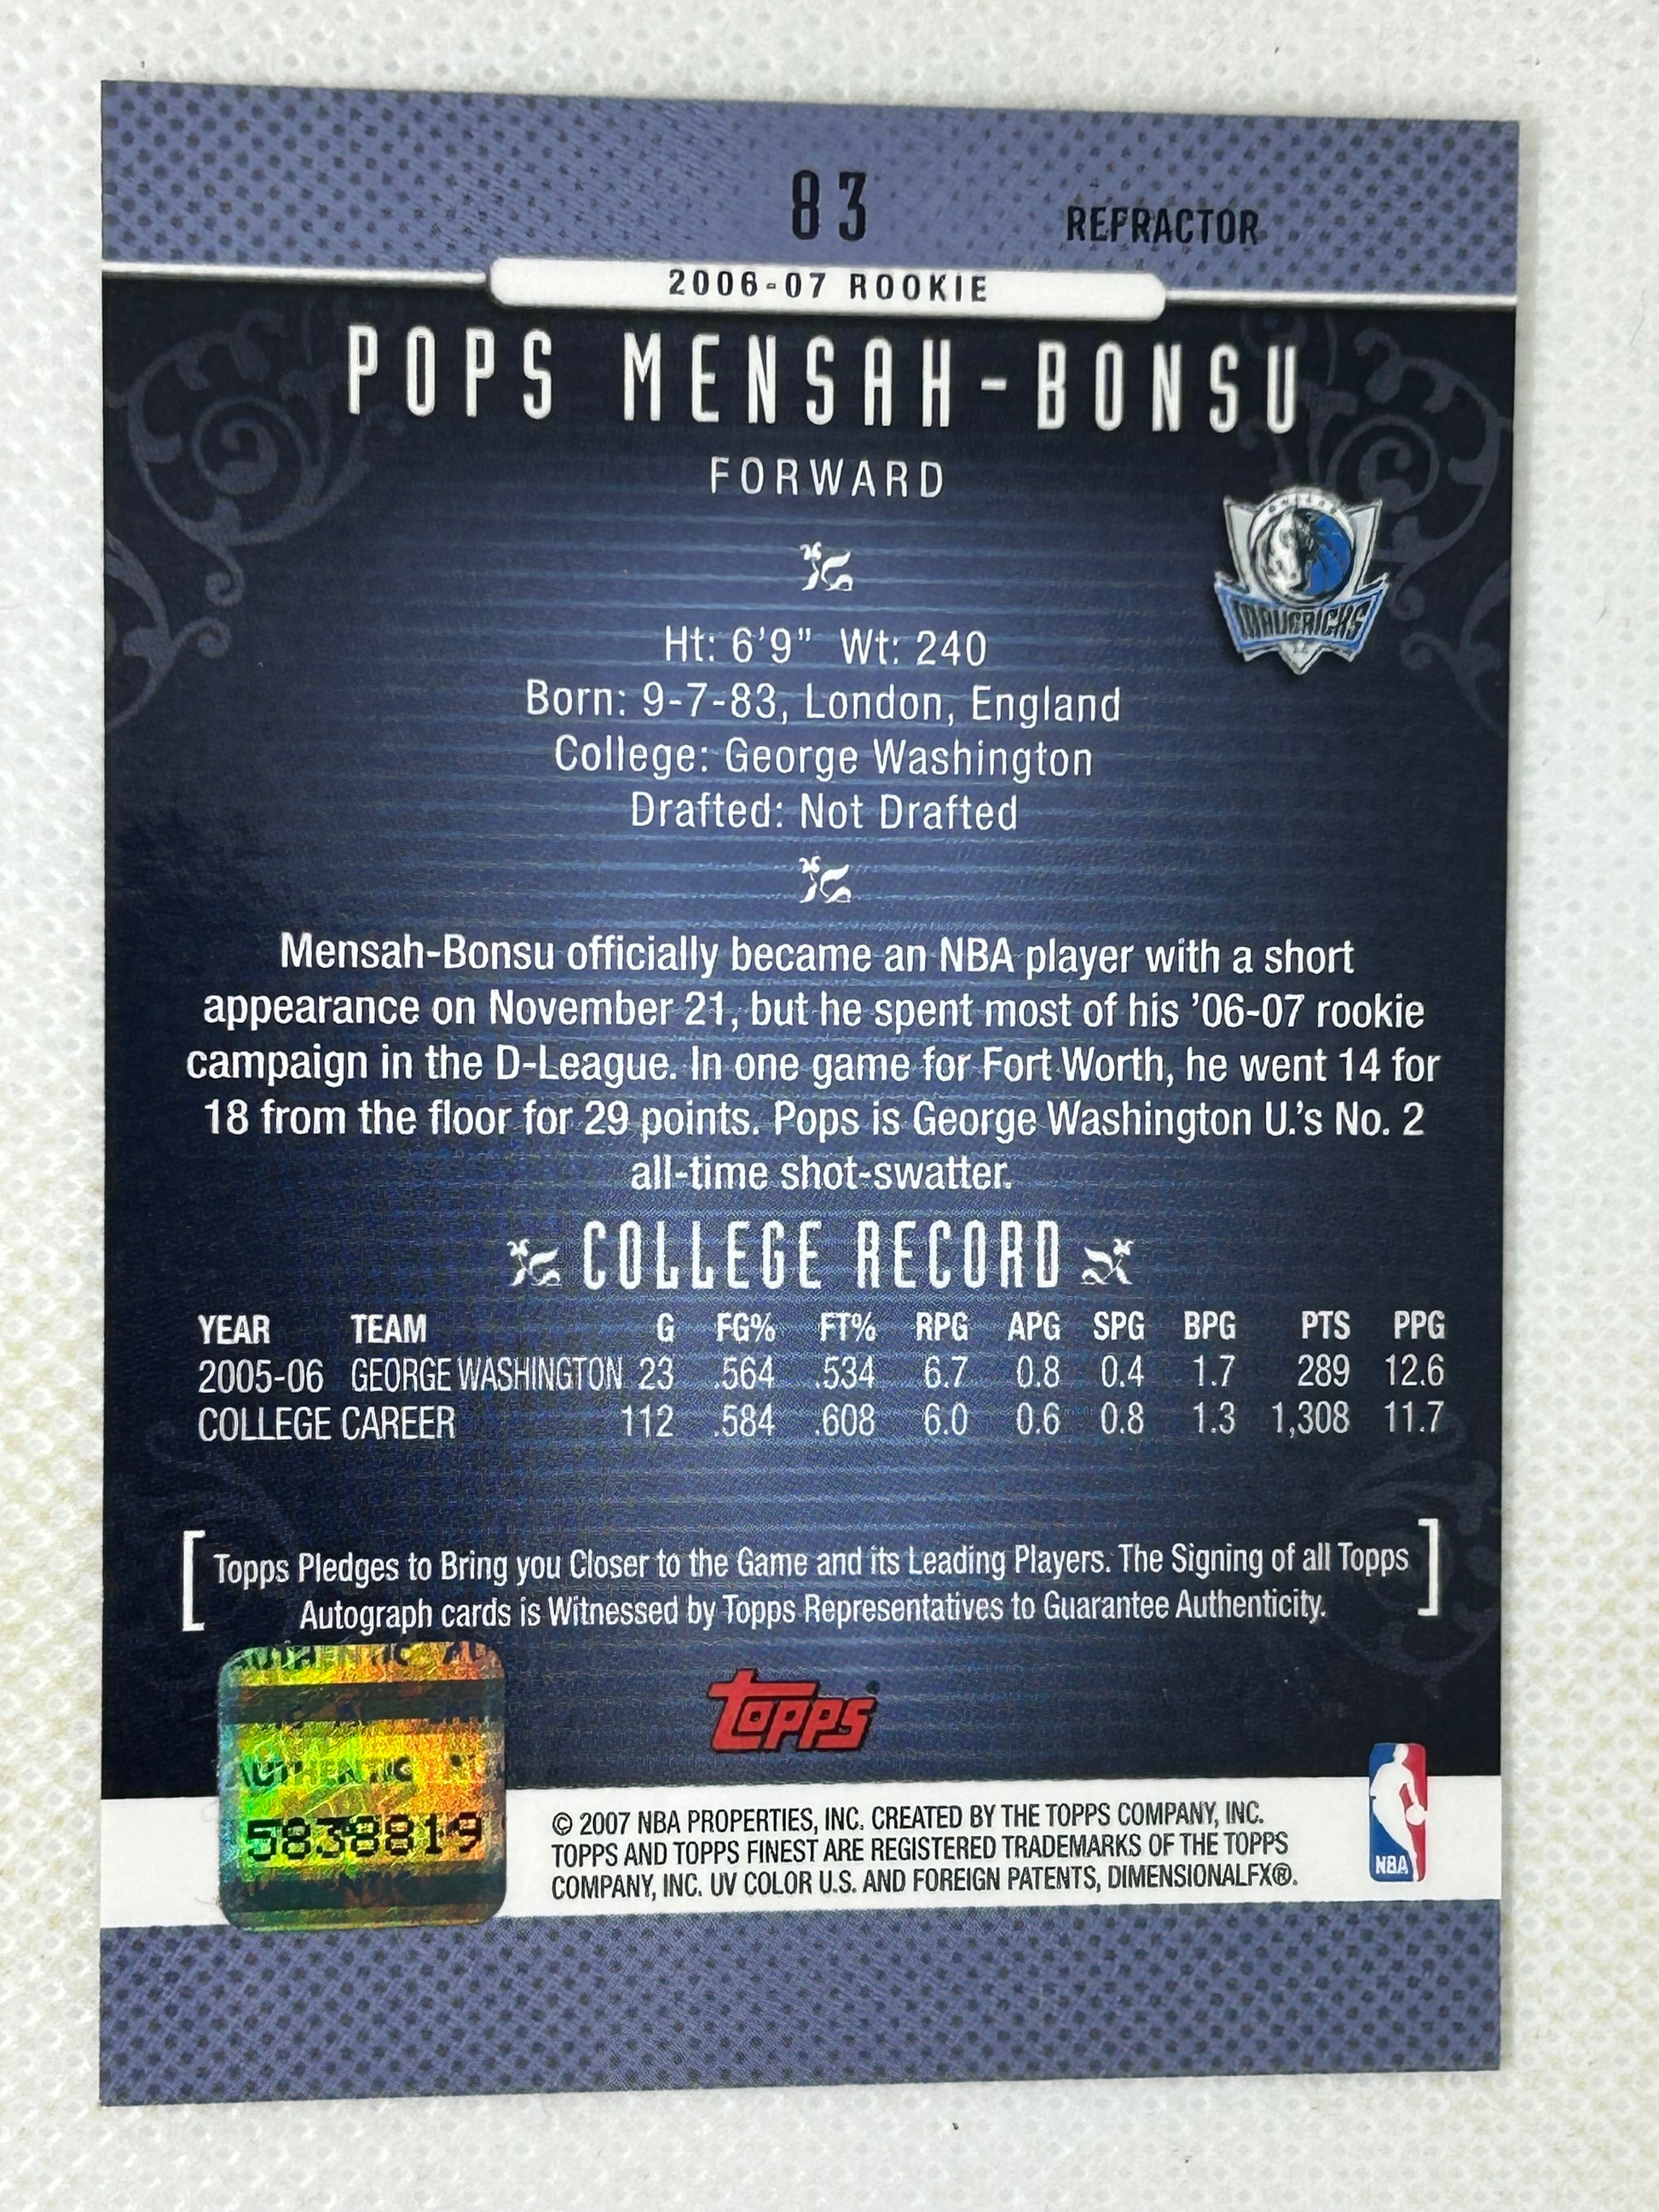 83
REFRACTOR
2006-07 ROOKIE
POPS MENSAH-BONSU
FORWARD
MAVERICKS
Ht: 6'9" Wt: 240
Born: 9-7-83, London, England
College: George Washington
Drafted: Not Drafted
Mensah-Bonsu officially became an NBA player with a short
appearance on November 21, but he spent most of his '06-07 rookie
campaign in the D-League. In one game for Fort Worth, he went 14 for
18 from the floor for 29 points. Pops is George Washington U.'s No. 2
all-time shot-swatter.
COLLEGE RECORD
YEAR TEAM G FG% FT% RPG APG SPG BPG PTS PPG
2005-06 GEORGE WASHINGTON 23 .564 .534 6.7 0.8 0.4 1.7 289 12.6
COLLEGE CAREER 112 .584 .608 6.0 0.6 0.8 1.3 1,308 11.7
[Topps Pledges to Bring you Closer to the Game and its Leading Players. The Signing of all Topps
Autograph cards is Witnessed by Topps Representatives to Guarantee Authenticity.]
AUTHENTIC
AUTHENTIC
5838819
Topps®
© 2007 NBA PROPERTIES, INC. CREATED BY THE TOPPS COMPANY, INC.
TOPPS AND TOPPS FINEST ARE REGISTERED TRADEMARKS OF THE TOPPS
COMPANY, INC. UV COLOR U.S. AND FOREIGN PATENTS, DIMENSIONALFX®.
NBA